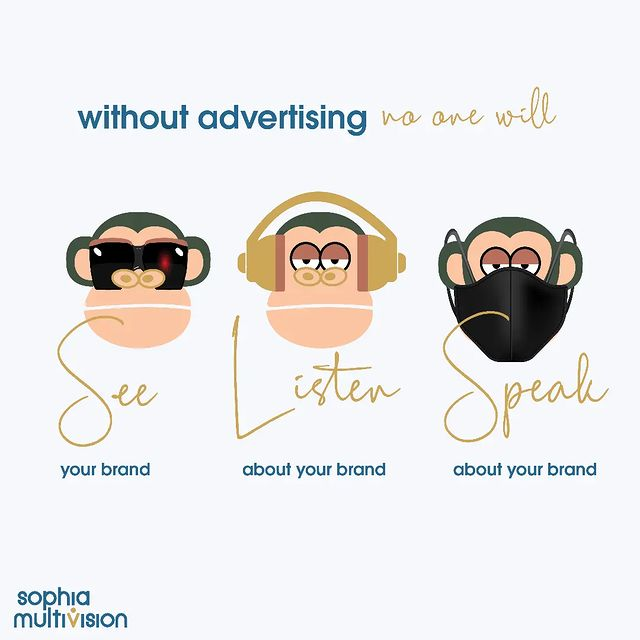 without advertising no one will
See Listen Speak
your brand about your brand about your brand
sophia
multivision